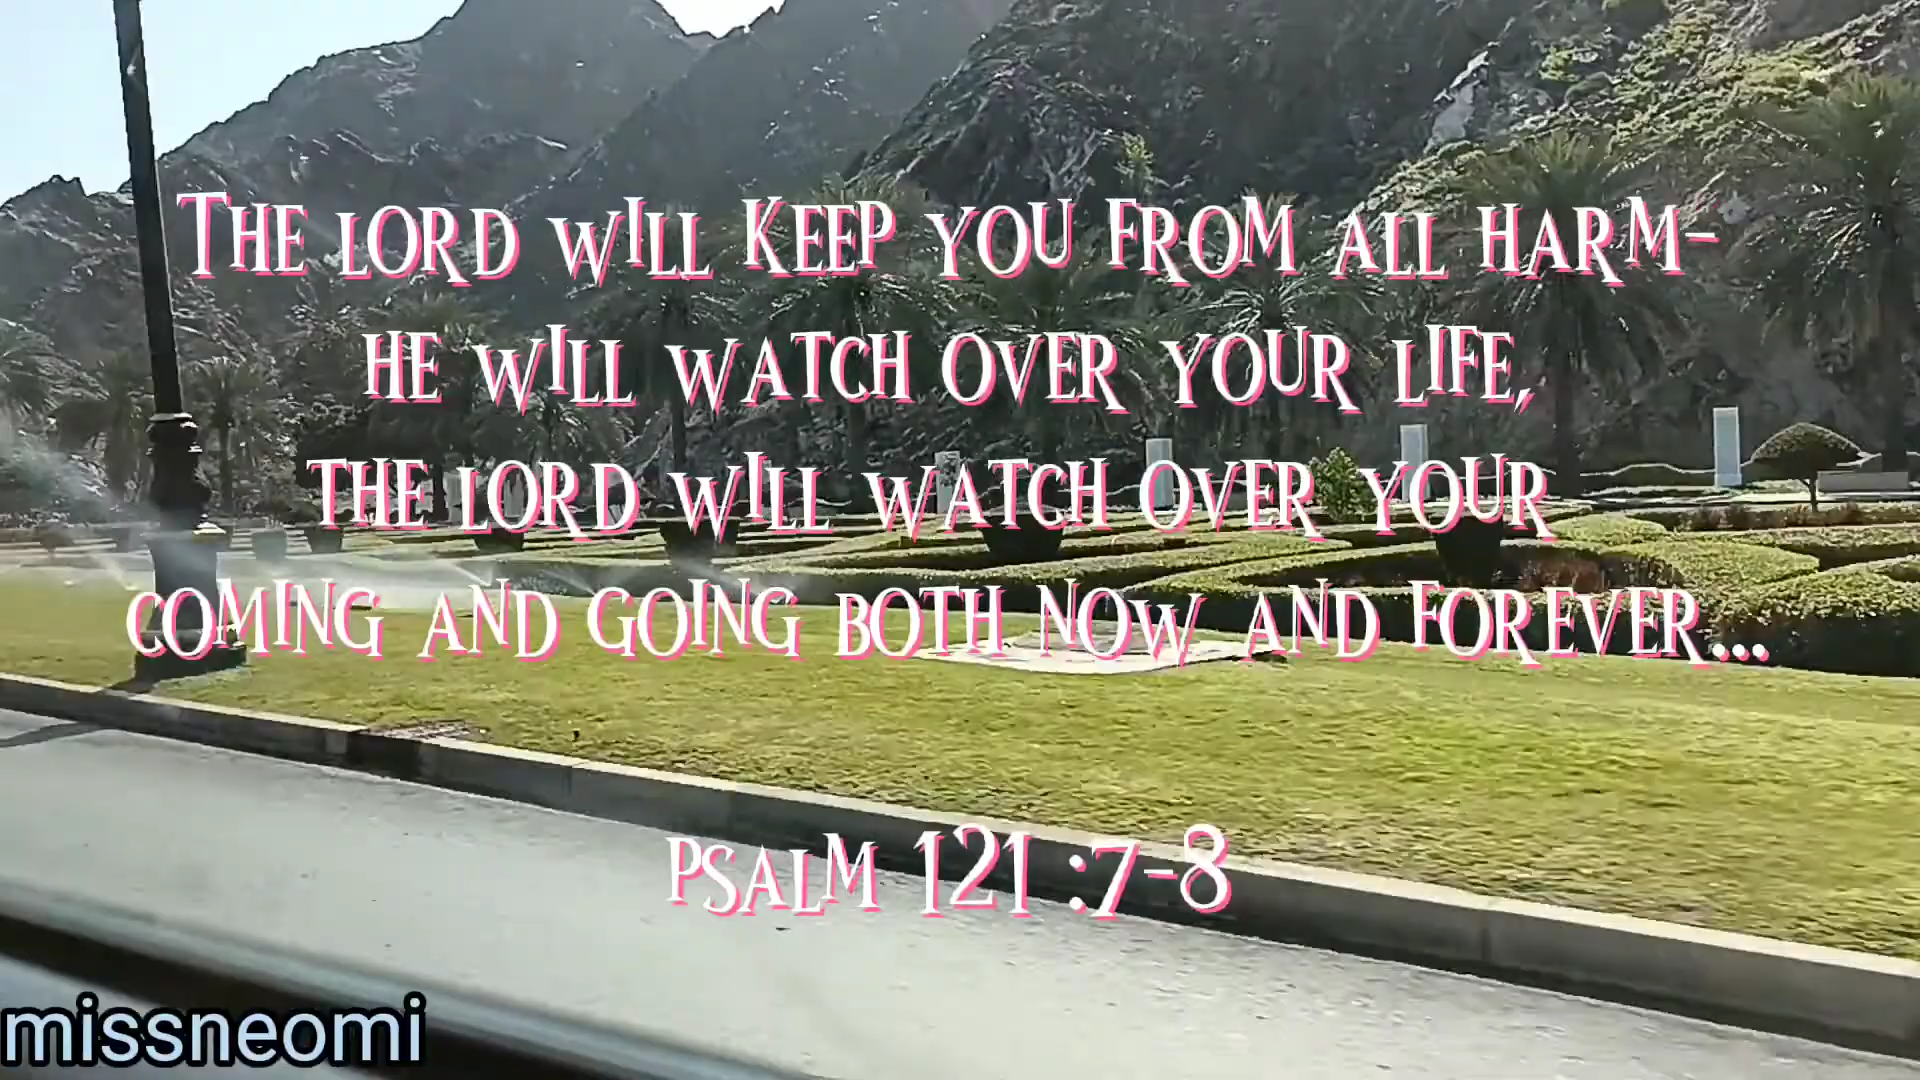 The Lord will keep you from all harm-
he will watch over your life,
the Lord will watch over your
coming and going both now and forever...
Psalm 121 :7-8
missneomi